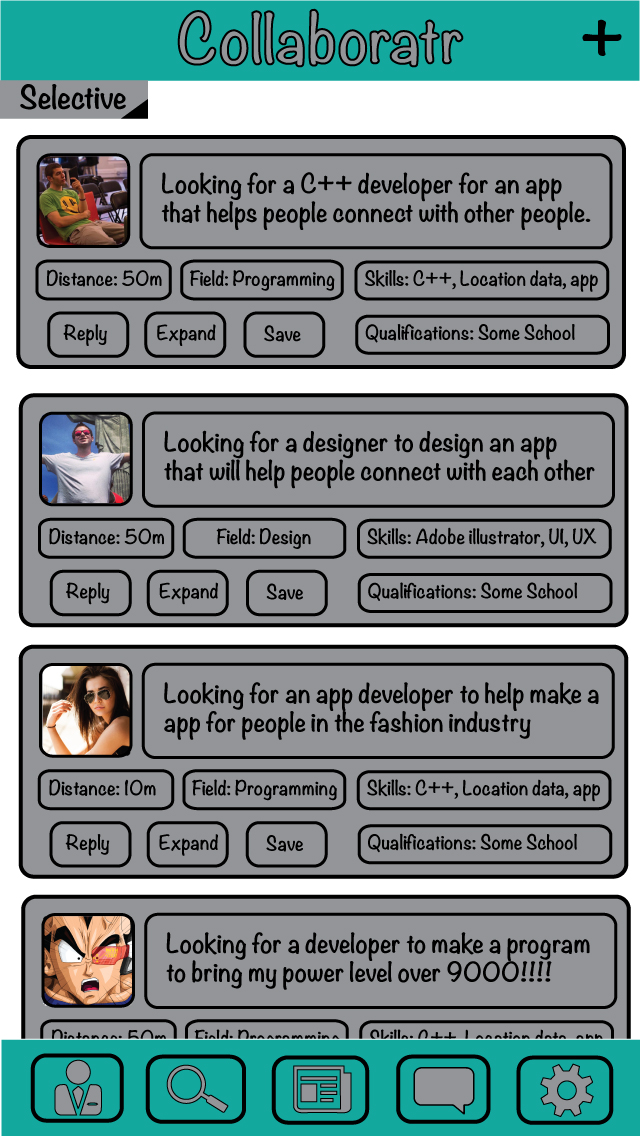 Collaboratr +
Selective
Looking for a C++ developer for an app
that helps people connect with other people.
Distance: 50m Field: Programming Skills: C++, Location data, app
Reply Expand Save Qualifications: Some School
Looking for a designer to design an app
that will help people connect with each other
Distance: 50m Field: Design Skills: Adobe illustrator, UI, UX
Reply Expand Save Qualifications: Some School
Looking for an app developer to help make a
app for people in the fashion industry
Distance: 10m Field: Programming Skills: C++, Location data, app
Reply Expand Save Qualifications: Some School
Looking for a developer to make a program
to bring my power level over 9000!!!!
Distance: 50m Field: Programming Skills: C++, Location data, app